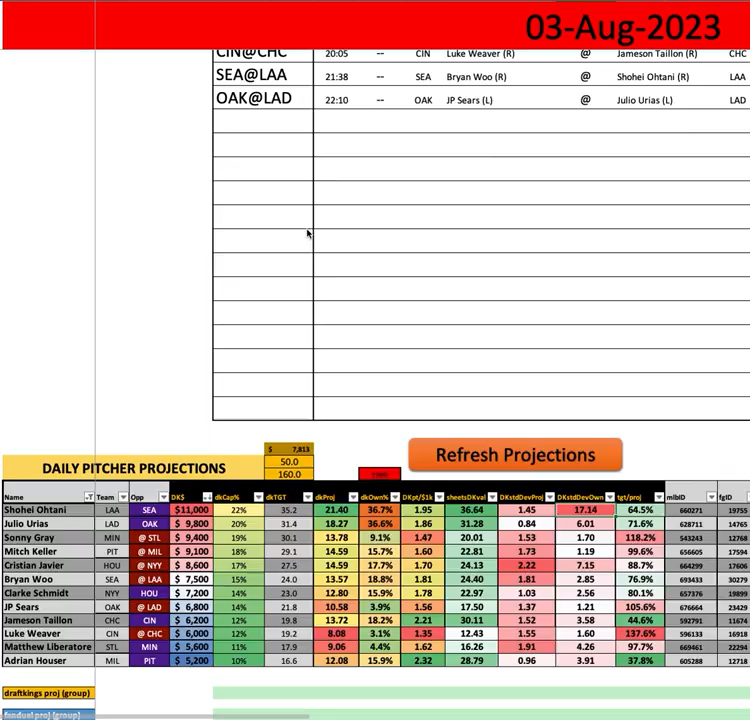 03-Aug-2023
CIN@CHC 20:05 -- CIN Luke Weaver (R) @ Jameson Taillon (R) CHC
SEA@LAA 21:38 -- SEA Bryan Woo (R) @ Shohei Ohtani (R) LAA
OAK@LAD 22:10 -- OAK JP Sears (L) @ Julio Urias (L) LAD
$ 7,813
Refresh Projections
DAILY PITCHER PROJECTIONS 50.0
160.0
Name Team Opp DK$ dkCap% dkTGT dkProj dkOwn% DKpt/$1k sheetsDKval DKstdDevProj DKstdDevOwn tgt/proj mlbID fgID
Shohei Ohtani LAA SEA $11,000 22% 35.2 21.40 36.7% 1.95 36.64 1.45 17.14 64.5% 660271 19755
Julio Urias LAD OAK $ 9,800 20% 31.4 18.27 36.6% 1.86 31.28 0.84 6.01 71.6% 628711 14765
Sonny Gray MIN @ STL $ 9,400 19% 30.1 13.78 9.1% 1.47 20.01 1.53 1.70 118.2% 543243 12768
Mitch Keller PIT @ MIL $ 9,100 18% 29.1 14.59 15.7% 1.60 22.81 1.73 1.19 99.6% 656605 17594
Cristian Javier HOU @ NYY $ 8,600 17% 27.5 14.59 17.7% 1.70 24.13 2.22 7.15 88.7% 664299 17606
Bryan Woo SEA @ LAA $ 7,500 15% 24.0 13.57 18.8% 1.81 24.40 1.81 2.85 76.9% 693433 30279
Clarke Schmidt NYY HOU $ 7,200 14% 23.0 12.80 15.9% 1.78 22.97 1.03 2.56 80.1% 657376 19899
JP Sears OAK @ LAD $ 6,800 14% 21.8 10.58 3.9% 1.56 17.50 1.37 1.21 105.6% 676664 23429
Jameson Taillon CHC CIN $ 6,200 12% 19.8 13.72 18.2% 2.21 30.11 1.52 3.58 44.6% 592791 11674
Luke Weaver CIN @ CHC $ 6,000 12% 19.2 8.08 3.1% 1.35 12.43 1.55 1.60 137.6% 596133 16918
Matthew Liberatore STL MIN $ 5,600 11% 17.9 9.06 4.4% 1.62 16.26 1.91 4.26 97.7% 669461 22294
Adrian Houser MIL PIT $ 5,200 10% 16.6 12.08 15.9% 2.32 28.79 0.96 3.91 37.8% 605288 12718
draftkings proj (group)
fanduel proj (group)